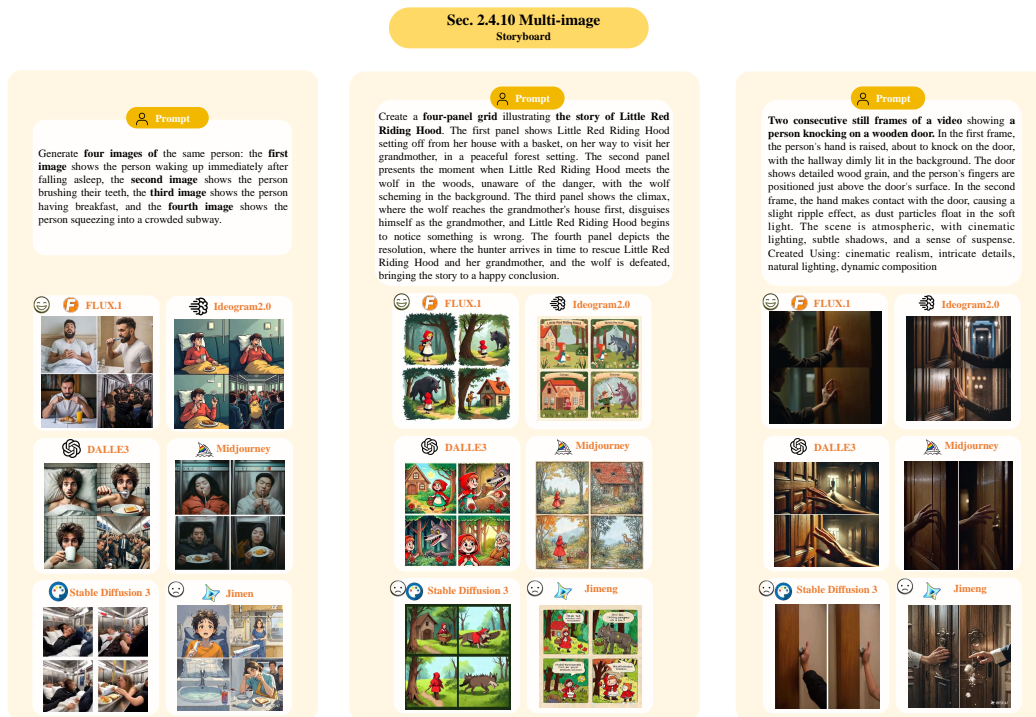 Sec. 2.4.10 Multi-image
Storyboard
Prompt
Generate four images of the same person: the first
image shows the person waking up immediately after
falling asleep, the second image shows the person
brushing their teeth, the third image shows the person
having breakfast, and the fourth image shows the
person squeezing into a crowded subway.
FLUX.1
Ideogram2.0
DALLE3
Midjourney
Stable Diffusion 3
Jimen
Prompt
Create a four-panel grid illustrating the story of Little Red
Riding Hood. The first panel shows Little Red Riding Hood
setting off from her house with a basket, on her way to visit her
grandmother, in a peaceful forest setting. The second panel
presents the moment when Little Red Riding Hood meets the
wolf in the woods, unaware of the danger, with the wolf
scheming in the background. The third panel shows the climax,
where the wolf reaches the grandmother's house first, disguises
himself as the grandmother, and Little Red Riding Hood begins
to notice something is wrong. The fourth panel depicts the
resolution, where the hunter arrives in time to rescue Little Red
Riding Hood and her grandmother, and the wolf is defeated,
bringing the story to a happy conclusion.
FLUX.1
Ideogram2.0
DALLE3
Midjourney
Stable Diffusion 3
Jimeng
Prompt
Two consecutive still frames of a video showing a
person knocking on a wooden door. In the first frame,
the person's hand is raised, about to knock on the door,
with the hallway dimly lit in the background. The door
shows detailed wood grain, and the person's fingers are
positioned just above the door's surface. In the second
frame, the hand makes contact with the door, causing a
slight ripple effect, as dust particles float in the soft
light. The scene is atmospheric, with cinematic
lighting, subtle shadows, and a sense of suspense.
Created Using: cinematic realism, intricate details,
natural lighting, dynamic composition
FLUX.1
Ideogram2.0
DALLE3
Midjourney
Stable Diffusion 3
Jimeng